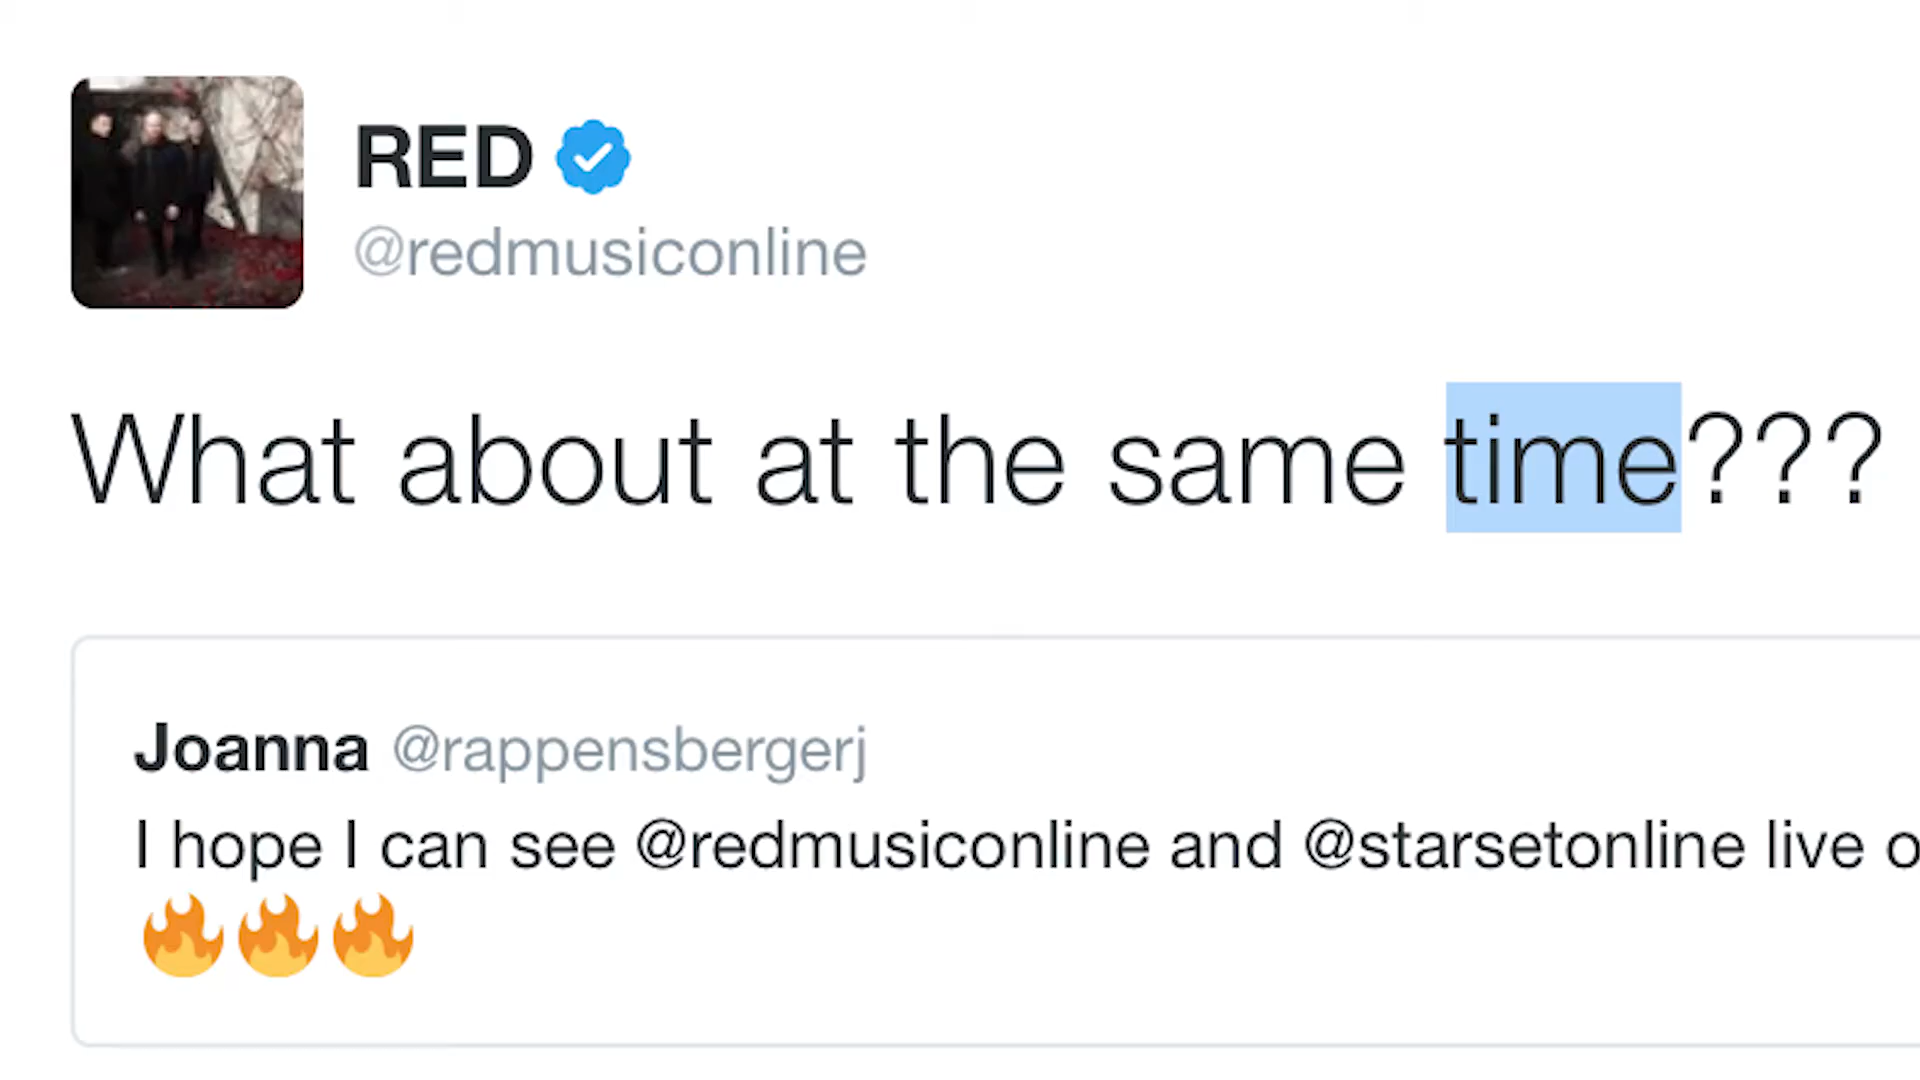 RED
@redmusiconline
What about at the same time???
Joanna @rappensbergerj
I hope I can see @redmusiconline and @starsetonline live o
🔥🔥🔥